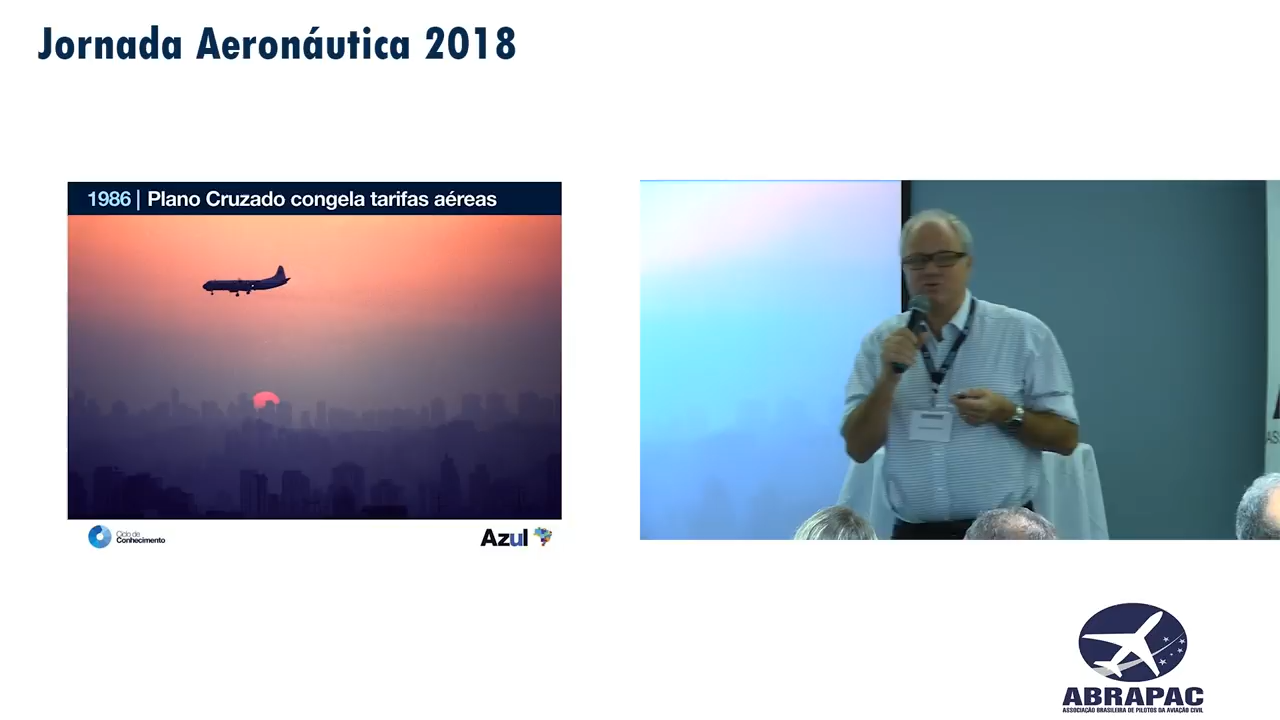 Jornada Aeronáutica 2018
1986 | Plano Cruzado congela tarifas aéreas
Ciclo de
Conhecimento
Azul
ABRAPAC
ASSOCIAÇÃO BRASILEIRA DE PILOTOS DA AVIAÇÃO CIVIL